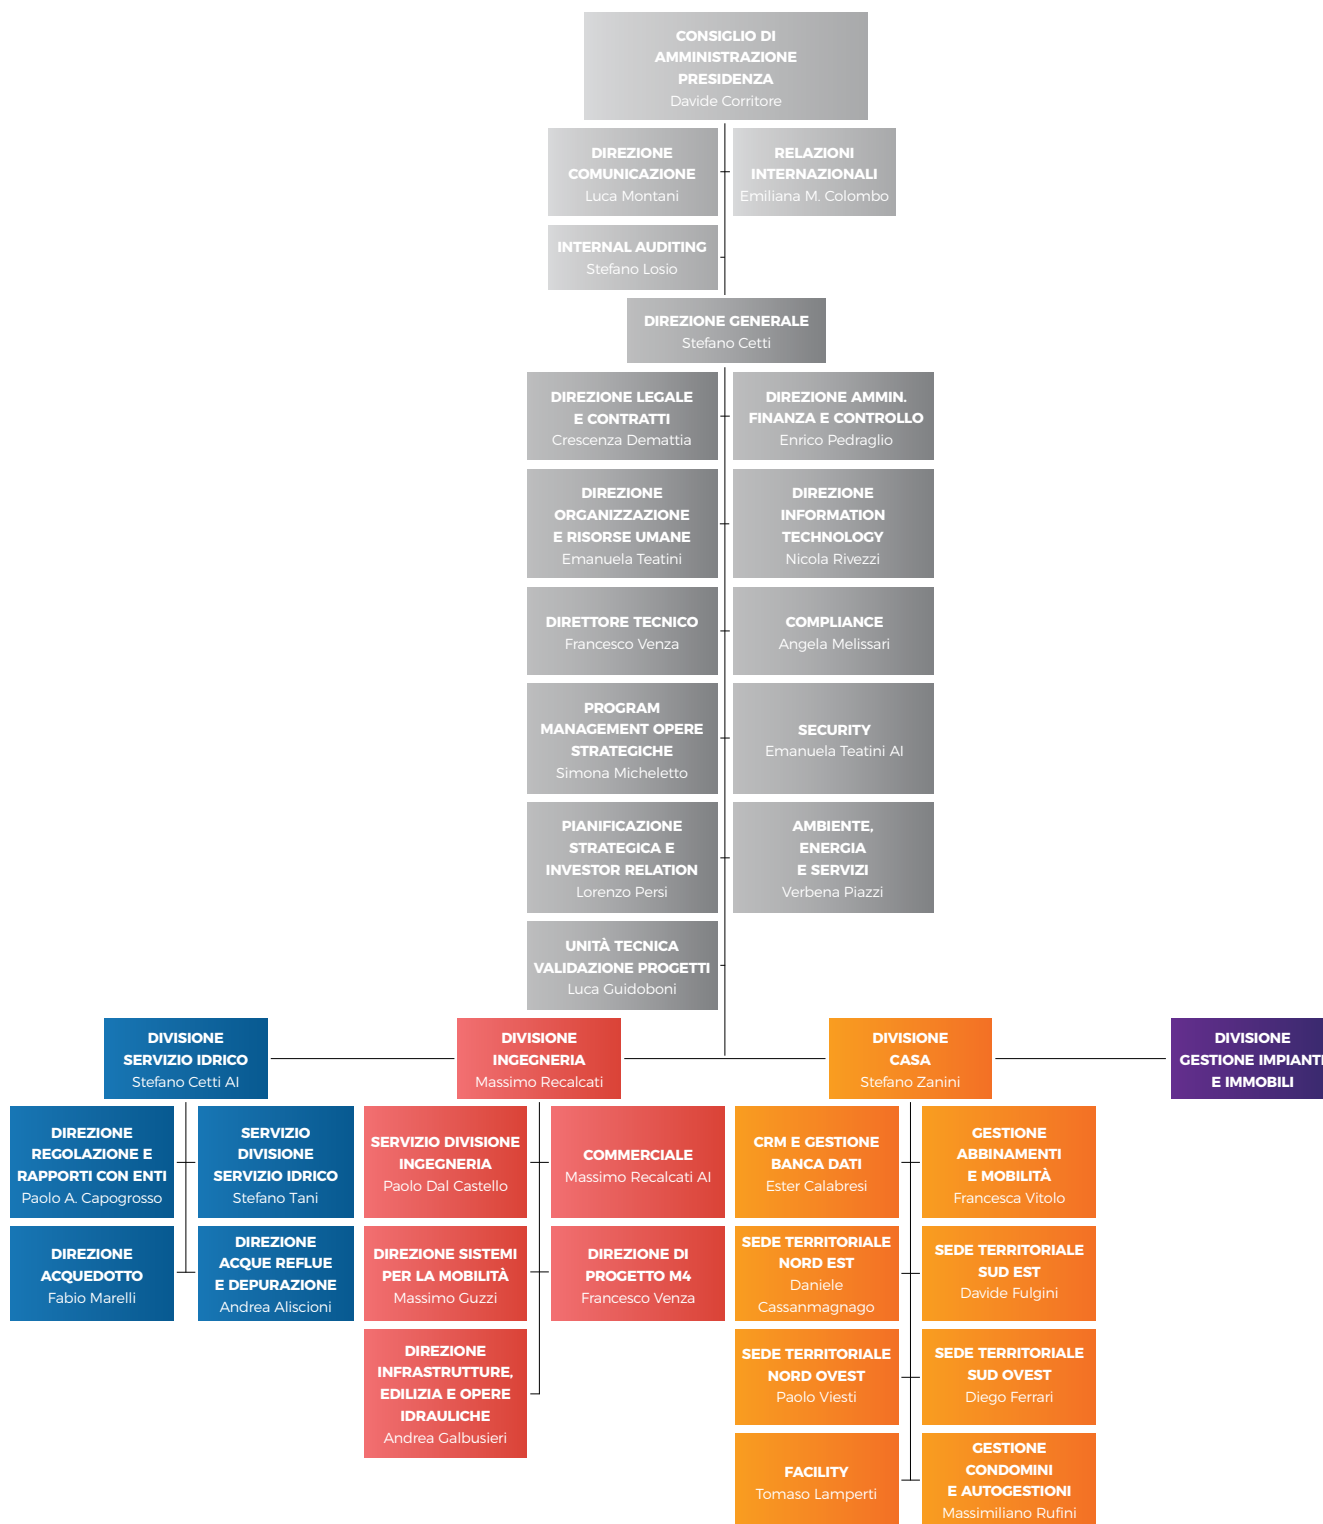 CONSIGLIO DI
AMMINISTRAZIONE
PRESIDENZA
Davide Corritore
DIREZIONE
COMUNICAZIONE
Luca Montani
RELAZIONI
INTERNAZIONALI
Emiliana M. Colombo
INTERNAL AUDITING
Stefano Losio
DIREZIONE GENERALE
Stefano Cetti
DIREZIONE LEGALE
E CONTRATTI
Crescenza Demattia
DIREZIONE AMMIN.
FINANZA E CONTROLLO
Enrico Pedraglio
DIREZIONE
ORGANIZZAZIONE
E RISORSE UMANE
Emanuela Teatini
DIREZIONE
INFORMATION
TECHNOLOGY
Nicola Rivezzi
DIRETTORE TECNICO
Francesco Venza
COMPLIANCE
Angela Melissari
PROGRAM
MANAGEMENT OPERE
STRATEGICHE
Simona Micheletto
SECURITY
Emanuela Teatini AI
PIANIFICAZIONE
STRATEGICA E
INVESTOR RELATION
Lorenzo Persi
AMBIENTE,
ENERGIA
E SERVIZI
Verbena Piazzi
UNITÀ TECNICA
VALIDAZIONE PROGETTI
Luca Guidoboni
DIVISIONE
SERVIZIO IDRICO
Stefano Cetti AI
DIVISIONE
INGEGNERIA
Massimo Recalcati
DIVISIONE
CASA
Stefano Zanini
DIVISIONE
GESTIONE IMPIANTI
E IMMOBILI
DIREZIONE
REGOLAZIONE E
RAPPORTI CON ENTI
Paolo A. Capogrosso
SERVIZIO
DIVISIONE
SERVIZIO IDRICO
Stefano Tani
DIREZIONE
ACQUEDOTTO
Fabio Marelli
DIREZIONE
ACQUE REFLUE
E DEPURAZIONE
Andrea Aliscioni
SERVIZIO DIVISIONE
INGEGNERIA
Paolo Dal Castello
COMMERCIALE
Massimo Recalcati AI
DIREZIONE SISTEMI
PER LA MOBILITÀ
Massimo Guzzi
DIREZIONE DI
PROGETTO M4
Francesco Venza
DIREZIONE
INFRASTRUTTURE,
EDILIZIA E OPERE
IDRAULICHE
Andrea Galbusieri
CRM E GESTIONE
BANCA DATI
Ester Calabresi
GESTIONE
ABBINAMENTI
E MOBILITÀ
Francesca Vitolo
SEDE TERRITORIALE
NORD EST
Daniele
Cassanmagnago
SEDE TERRITORIALE
SUD EST
Davide Fulgini
SEDE TERRITORIALE
NORD OVEST
Paolo Viesti
SEDE TERRITORIALE
SUD OVEST
Diego Ferrari
FACILITY
Tomaso Lamperti
GESTIONE
CONDOMINI
E AUTOGESTIONI
Massimiliano Rufini